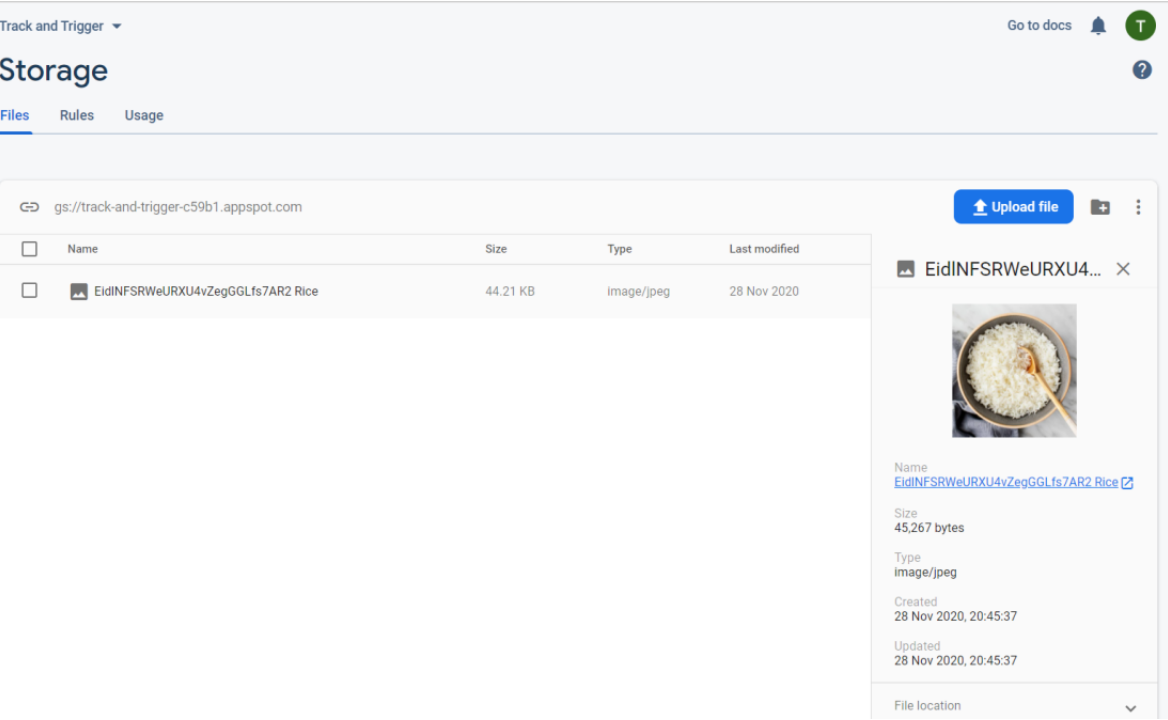 Track and Trigger
Go to docs
T
Storage
?
Files Rules Usage
gs://track-and-trigger-c59b1.appspot.com
Upload file
Name Size Type Last modified
EidlNFSRWeURXU4vZegGGLfs7AR2 Rice 44.21 KB image/jpeg 28 Nov 2020
EidlNFSRWeURXU4...
Name
EidlNFSRWeURXU4vZegGGLfs7AR2 Rice
Size
45,267 bytes
Type
image/jpeg
Created
28 Nov 2020, 20:45:37
Updated
28 Nov 2020, 20:45:37
File location